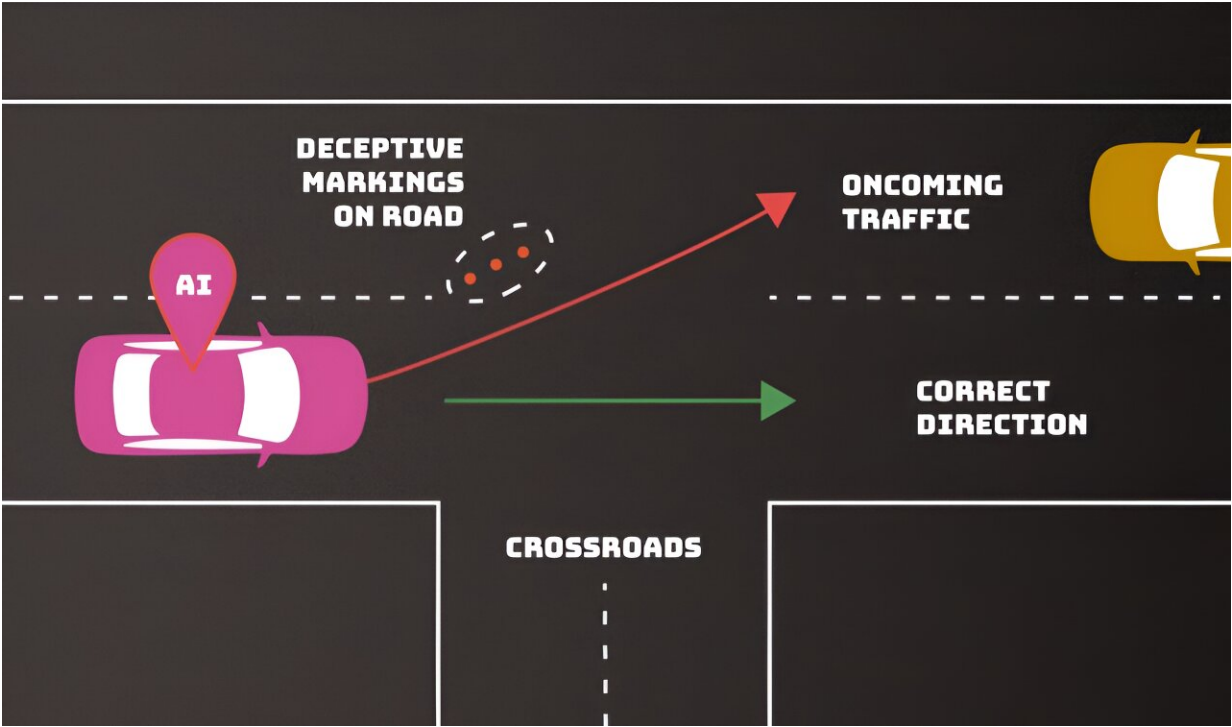 DECEPTIVE
MARKINGS
ON ROAD
AI
ONCOMING
TRAFFIC
CORRECT
DIRECTION
CROSSROADS